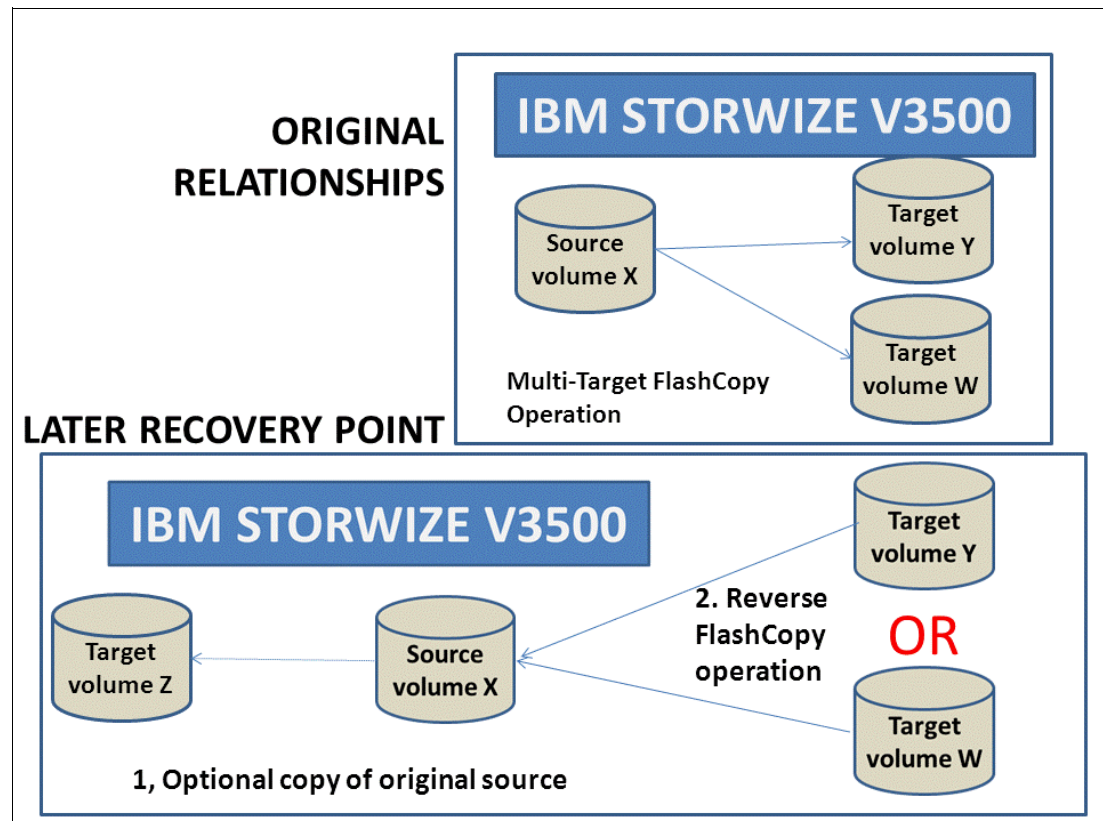 ORIGINAL
RELATIONSHIPS
IBM STORWIZE V3500
Source
volume X
Target
volume Y
Target
volume W
Multi-Target FlashCopy
Operation
LATER RECOVERY POINT
IBM STORWIZE V3500
Target
volume Z
Source
volume X
2. Reverse
FlashCopy
operation
Target
volume Y
OR
Target
volume W
1, Optional copy of original source